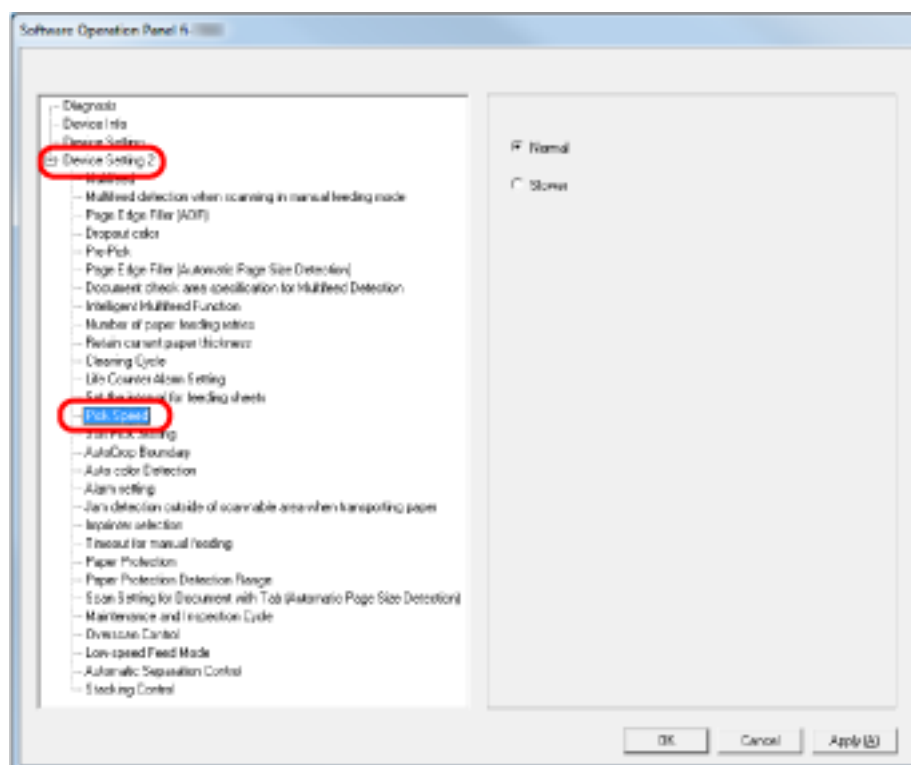 Software Operation Panel fi-
Diagnosis
Device Info
Device Setting
Device Setting 2
Multifeed
Multifeed detection when scanning in manual feeding mode
Page Edge Filler (ADF)
Dropout color
Pre-Pick
Page Edge Filler (Automatic Page Size Detection)
Document check area specification for Multifeed Detection
Intelligent Multifeed Function
Number of paper feeding retries
Retain current paper thickness
Cleaning Cycle
Life Counter Alarm Setting
Set the interval for feeding sheets
Pick Speed
Pick Setting
AutoCrop Boundary
Auto color Detection
Alarm setting
Jam detection outside of scannable area when transporting paper
Imprinter selection
Timeout for manual feeding
Paper Protection
Paper Protection Detection Range
Scan Setting for Document with Tab (Automatic Page Size Detection)
Maintenance and Inspection Cycle
Overscan Control
Low-speed Feed Mode
Automatic Separation Control
Stacking Control
Normal
Slower
OK
Cancel
Apply (A)